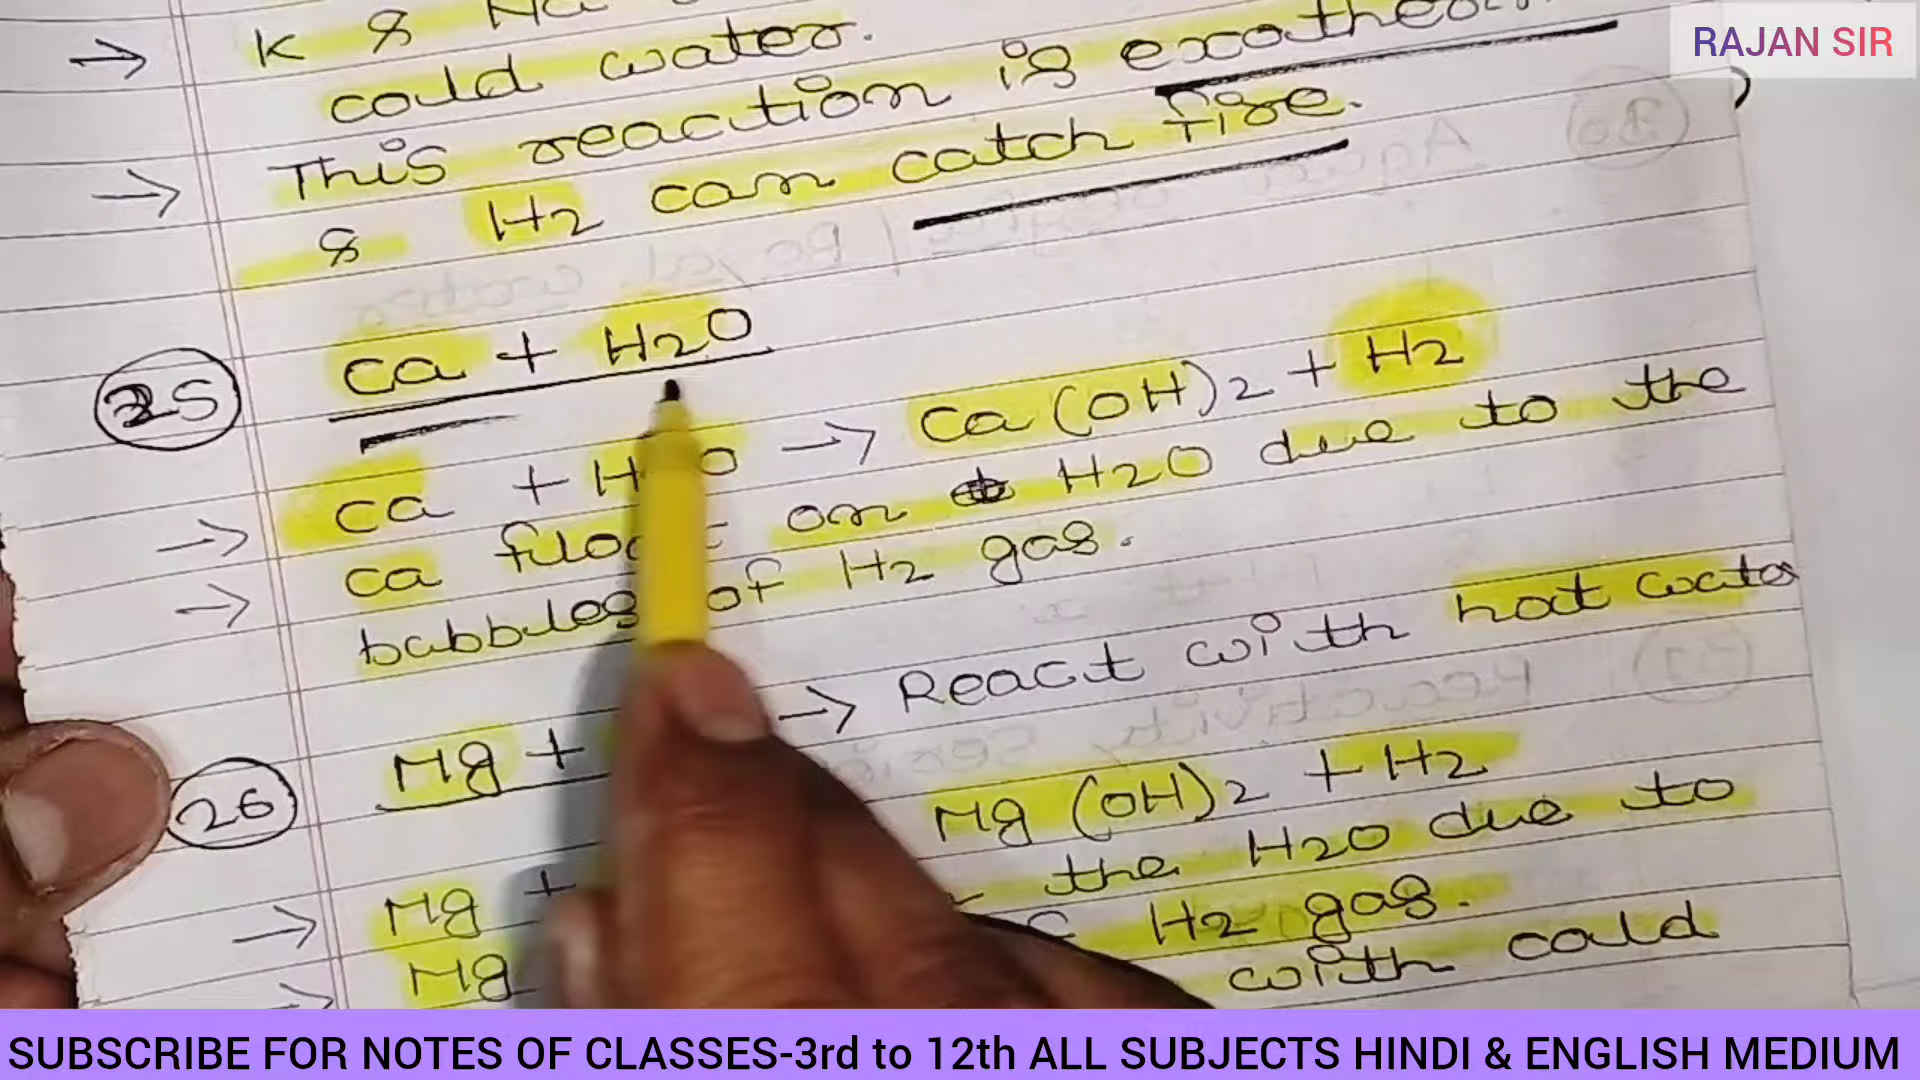 RAJAN SIR
K &
cold water.
This reaction is
& H2 can catch fire.
25 Ca + H2O
Ca + H2O → Ca(OH)2 + H2
Ca float on H2O due to the
babbles of H2 gas.
26 Mg + → React with hot water
Mg + Mg(OH)2 + H2
Mg the H2O due to
H2 gas.
with cold
SUBSCRIBE FOR NOTES OF CLASSES-3rd to 12th ALL SUBJECTS HINDI & ENGLISH MEDIUM